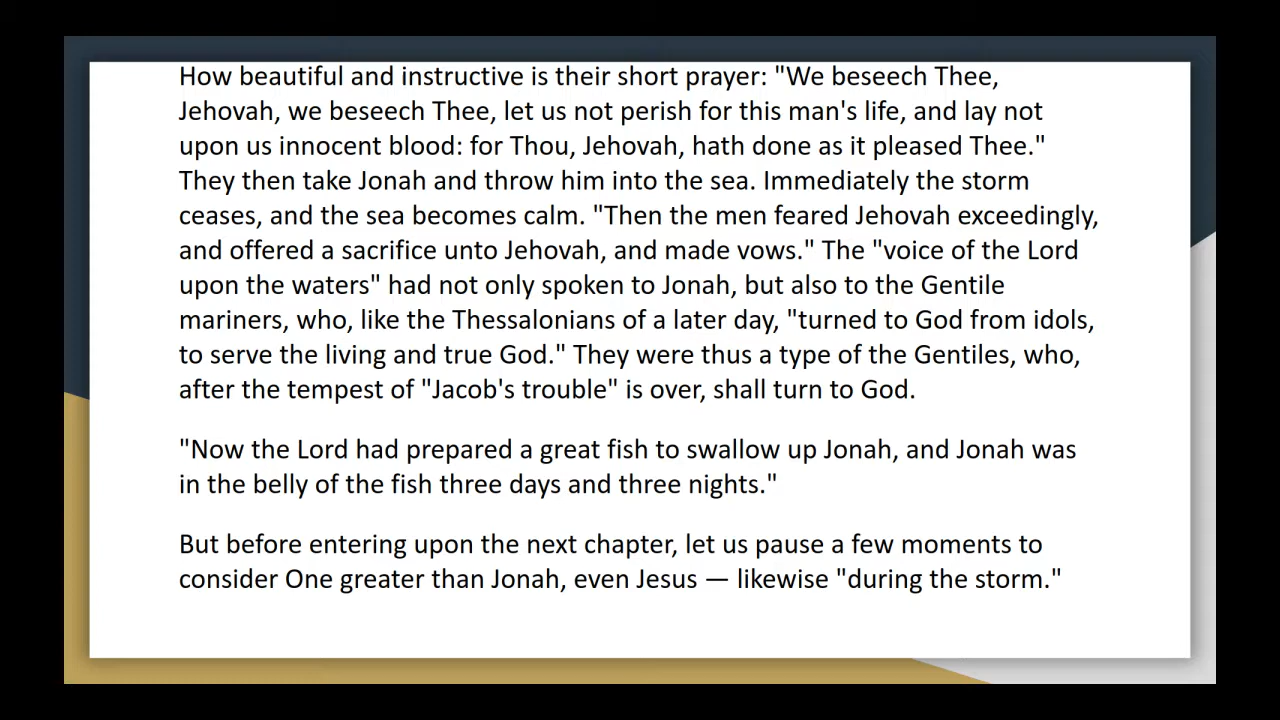 How beautiful and instructive is their short prayer: "We beseech Thee,
Jehovah, we beseech Thee, let us not perish for this man's life, and lay not
upon us innocent blood: for Thou, Jehovah, hath done as it pleased Thee."
They then take Jonah and throw him into the sea. Immediately the storm
ceases, and the sea becomes calm. "Then the men feared Jehovah exceedingly,
and offered a sacrifice unto Jehovah, and made vows." The "voice of the Lord
upon the waters" had not only spoken to Jonah, but also to the Gentile
mariners, who, like the Thessalonians of a later day, "turned to God from idols,
to serve the living and true God." They were thus a type of the Gentiles, who,
after the tempest of "Jacob's trouble" is over, shall turn to God.
"Now the Lord had prepared a great fish to swallow up Jonah, and Jonah was
in the belly of the fish three days and three nights."
But before entering upon the next chapter, let us pause a few moments to
consider One greater than Jonah, even Jesus — likewise "during the storm."